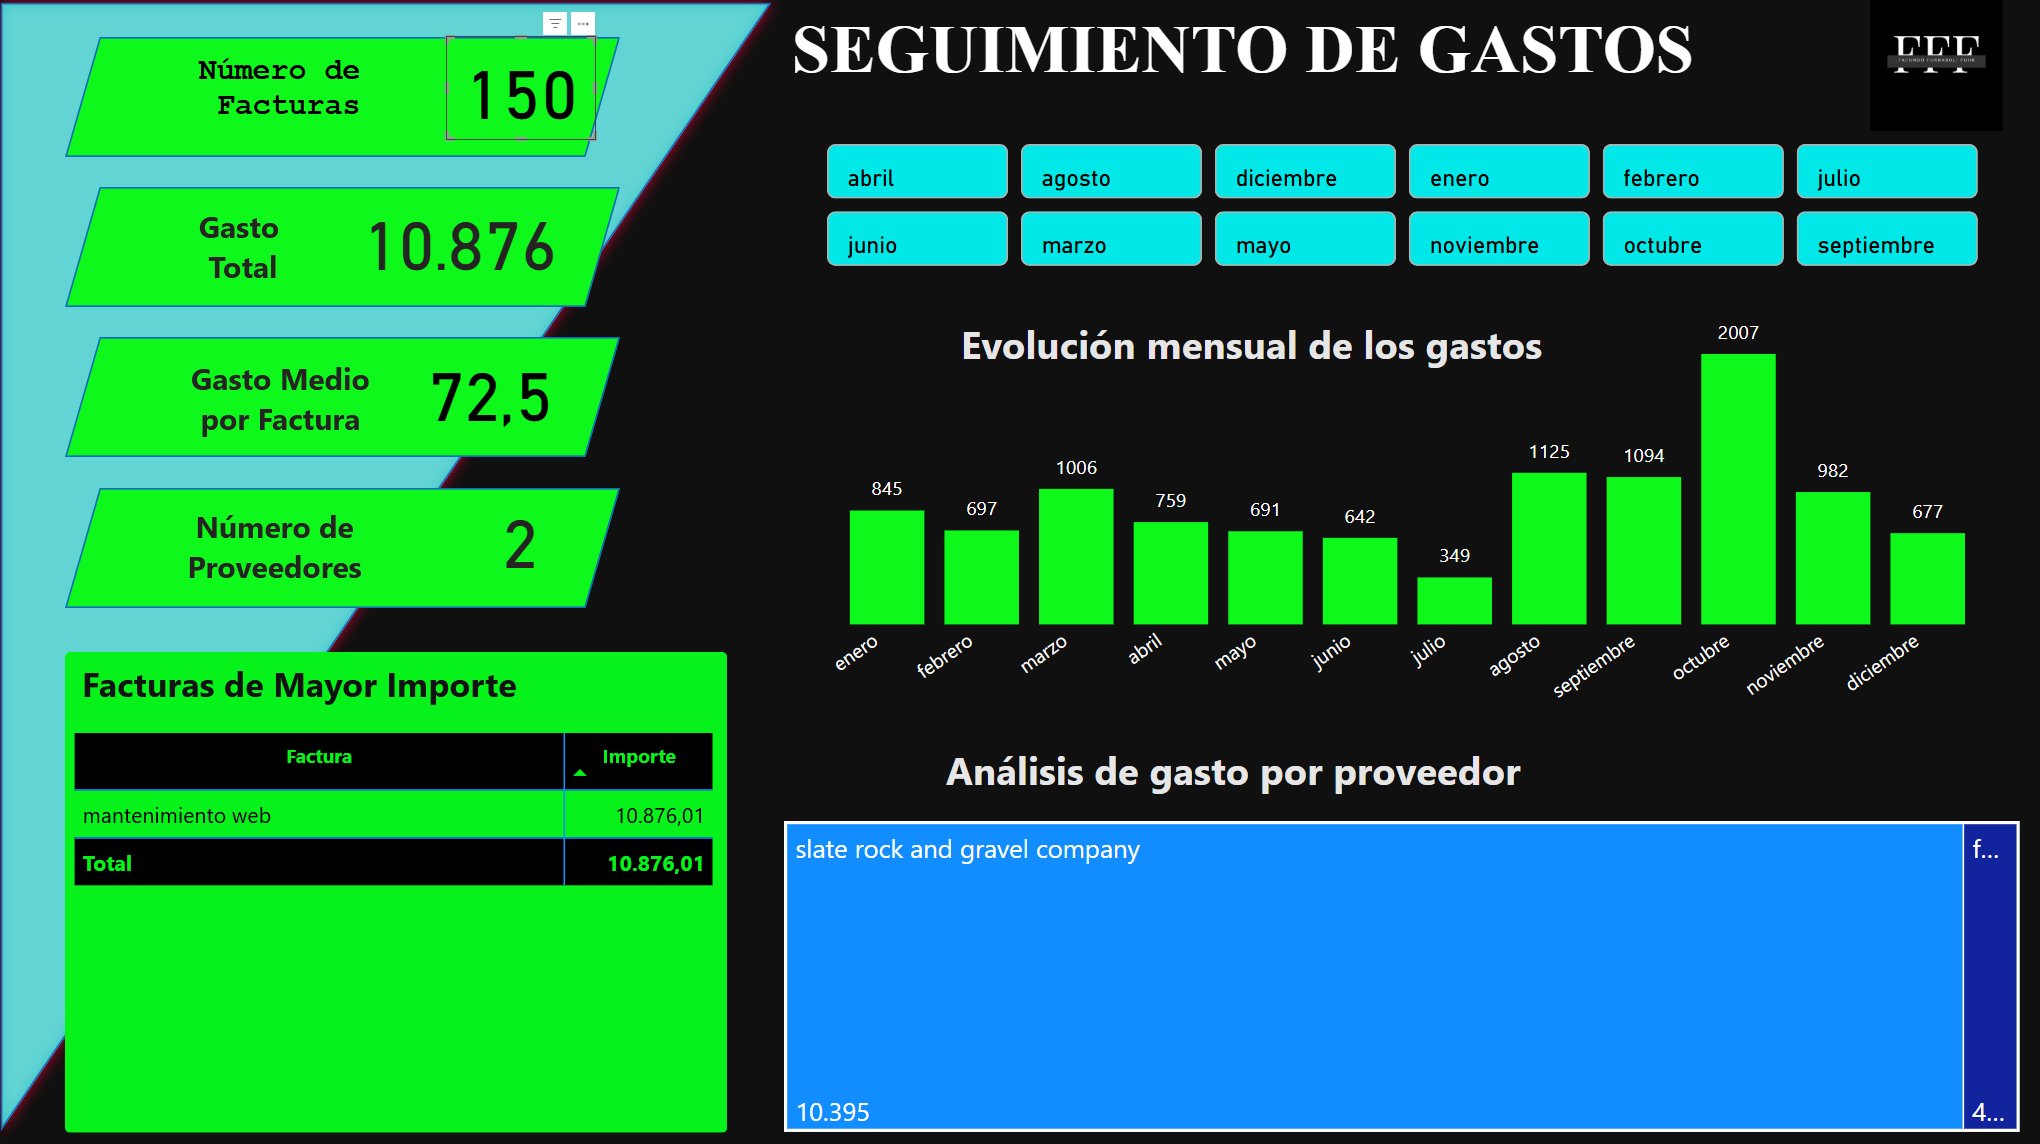 SEGUIMIENTO DE GASTOS
FFF
FACUNDO FORNAROLI FUHR
Número de
Facturas
150
Gasto
Total
10.876
Gasto Medio
por Factura
72,5
Número de
Proveedores
2
abril agosto diciembre enero febrero julio
junio marzo mayo noviembre octubre septiembre
Evolución mensual de los gastos
845 697 1006 759 691 642 349 1125 1094 2007 982 677
enero febrero marzo abril mayo junio julio agosto septiembre octubre noviembre diciembre
Facturas de Mayor Importe
Factura Importe
mantenimiento web 10.876,01
Total 10.876,01
Análisis de gasto por proveedor
slate rock and gravel company f...
10.395 4...